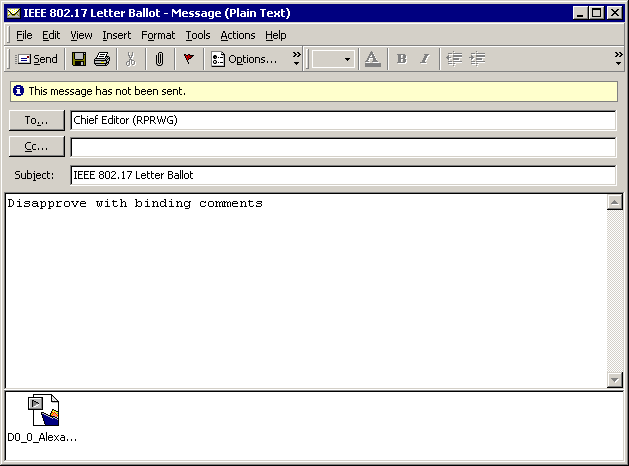 IEEE 802.17 Letter Ballot - Message (Plain Text)
File Edit View Insert Format Tools Actions Help
Send Options... A B I
This message has not been sent.
To... Chief Editor (RPRWG)
Cc...
Subject: IEEE 802.17 Letter Ballot
Disapprove with binding comments
D0_0_Alexa...